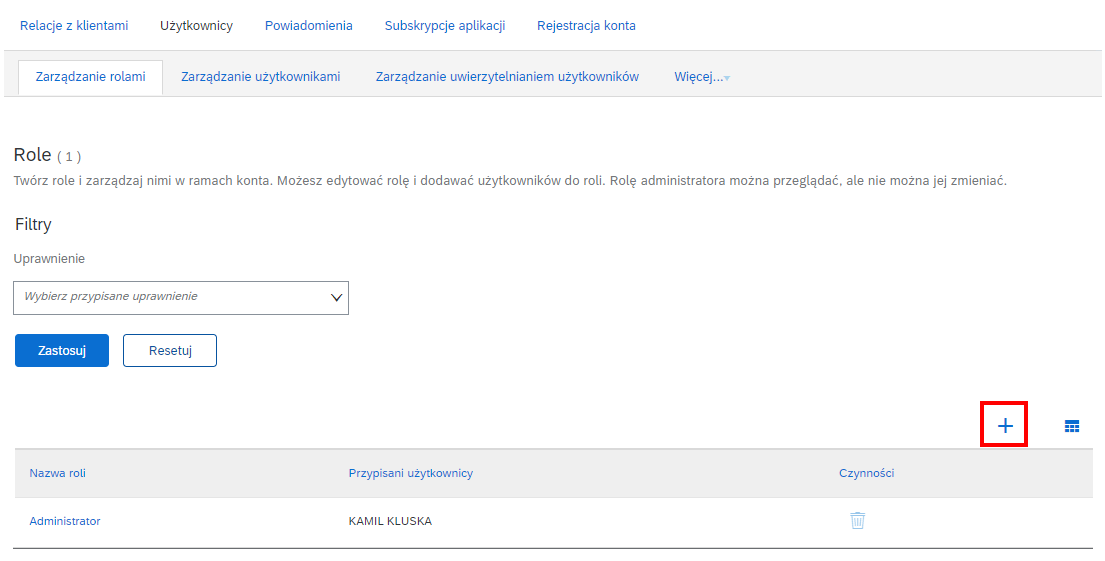 Relacje z klientami Użytkownicy Powiadomienia Subskrypcje aplikacji Rejestracja konta
Zarządzanie rolami Zarządzanie użytkownikami Zarządzanie uwierzytelnianiem użytkowników Więcej...
Role ( 1 )
Twórz role i zarządzaj nimi w ramach konta. Możesz edytować rolę i dodawać użytkowników do roli. Rolę administratora można przeglądać, ale nie można jej zmieniać.
Filtry
Uprawnienie
Wybierz przypisane uprawnienie
Zastosuj Resetuj
Nazwa roli Przypisani użytkownicy Czynności
Administrator KAMIL KLUSKA